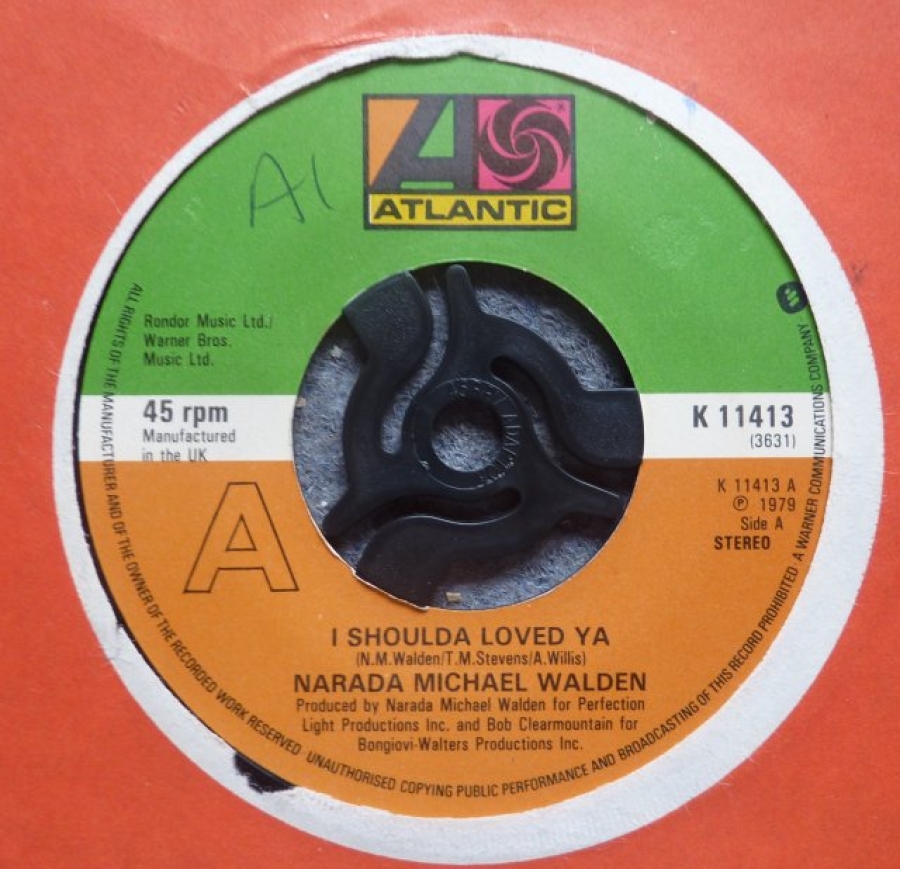 A1
ATLANTIC
Rondor Music Ltd./
Warner Bros.
Music Ltd.
45 rpm
Manufactured
in the UK
K 11413
(3631)
K 11413 A
℗ 1979
Side A
STEREO
A
I SHOULDA LOVED YA
(N.M.Walden/T.M.Stevens/A.Willis)
NARADA MICHAEL WALDEN
Produced by Narada Michael Walden for Perfection
Light Productions Inc. and Bob Clearmountain for
Bongiovi-Walters Productions Inc.
ALL RIGHTS OF THE MANUFACTURER AND OF THE OWNER OF THE RECORDED WORK RESERVED UNAUTHORISED COPYING PUBLIC PERFORMANCE AND BROADCASTING OF THIS RECORD PROHIBITED. A WARNER COMMUNICATIONS COMPANY